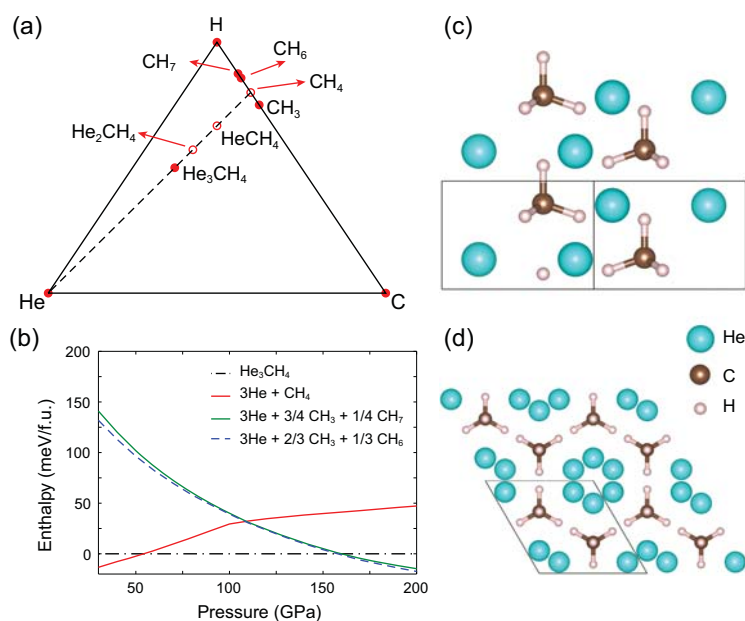 (a)
H
CH₇
CH₆
CH₄
CH₃
He₂CH₄
HeCH₄
He₃CH₄
He
C
(b)
200
150
100
50
0
Enthalpy (meV/f.u.)
He₃CH₄
3He + CH₄
3He + 3/4 CH₃ + 1/4 CH₇
3He + 2/3 CH₃ + 1/3 CH₆
50 100 150 200
Pressure (GPa)
(c)
(d)
He
C
H